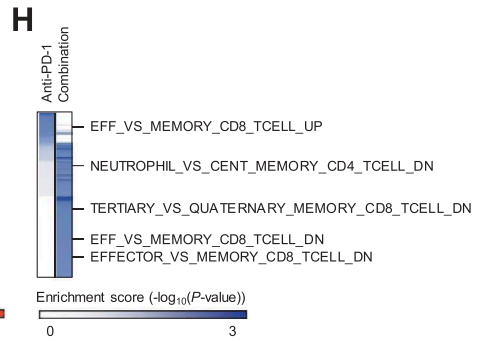 H
Anti-PD-1
Combination
EFF_VS_MEMORY_CD8_TCELL_UP
NEUTROPHIL_VS_CENT_MEMORY_CD4_TCELL_DN
TERTIARY_VS_QUATERNARY_MEMORY_CD8_TCELL_DN
EFF_VS_MEMORY_CD8_TCELL_DN
EFFECTOR_VS_MEMORY_CD8_TCELL_DN
Enrichment score (-log₁₀(P-value))
0 3